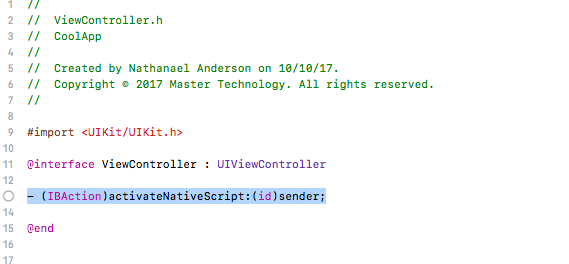 1 //
2 // ViewController.h
3 // CoolApp
4 //
5 // Created by Nathanael Anderson on 10/10/17.
6 // Copyright © 2017 Master Technology. All rights reserved.
7 //
8
9 #import <UIKit/UIKit.h>
10
11 @interface ViewController : UIViewController
12
- (IBAction)activateNativeScript:(id)sender;
14
15 @end
16
17